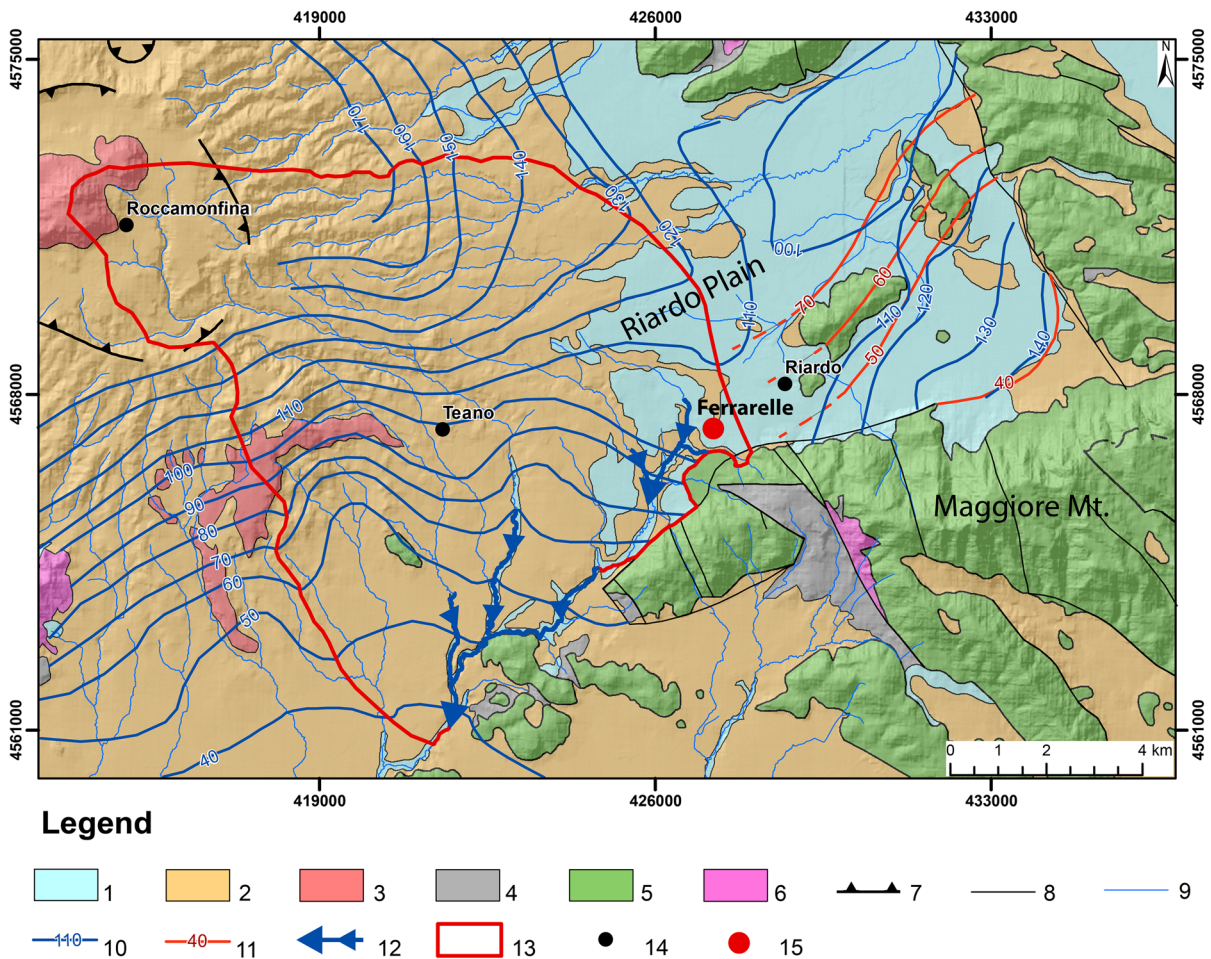 419000 426000 433000
4575000 4575000
N
170 160 150 140
130 120 100
Roccamonfina
Riardo Plain
110 70 60 110 120 130 140
50 40
4568000 4568000
Riardo
Ferrarelle
Teano
110
100
90
80
70
60
50
40
Maggiore Mt.
4561000 4561000
0 1 2 4 km
419000 426000 433000
Legend
1 2 3 4 5 6 7 8 9
110 10 40 11 12 13 14 15